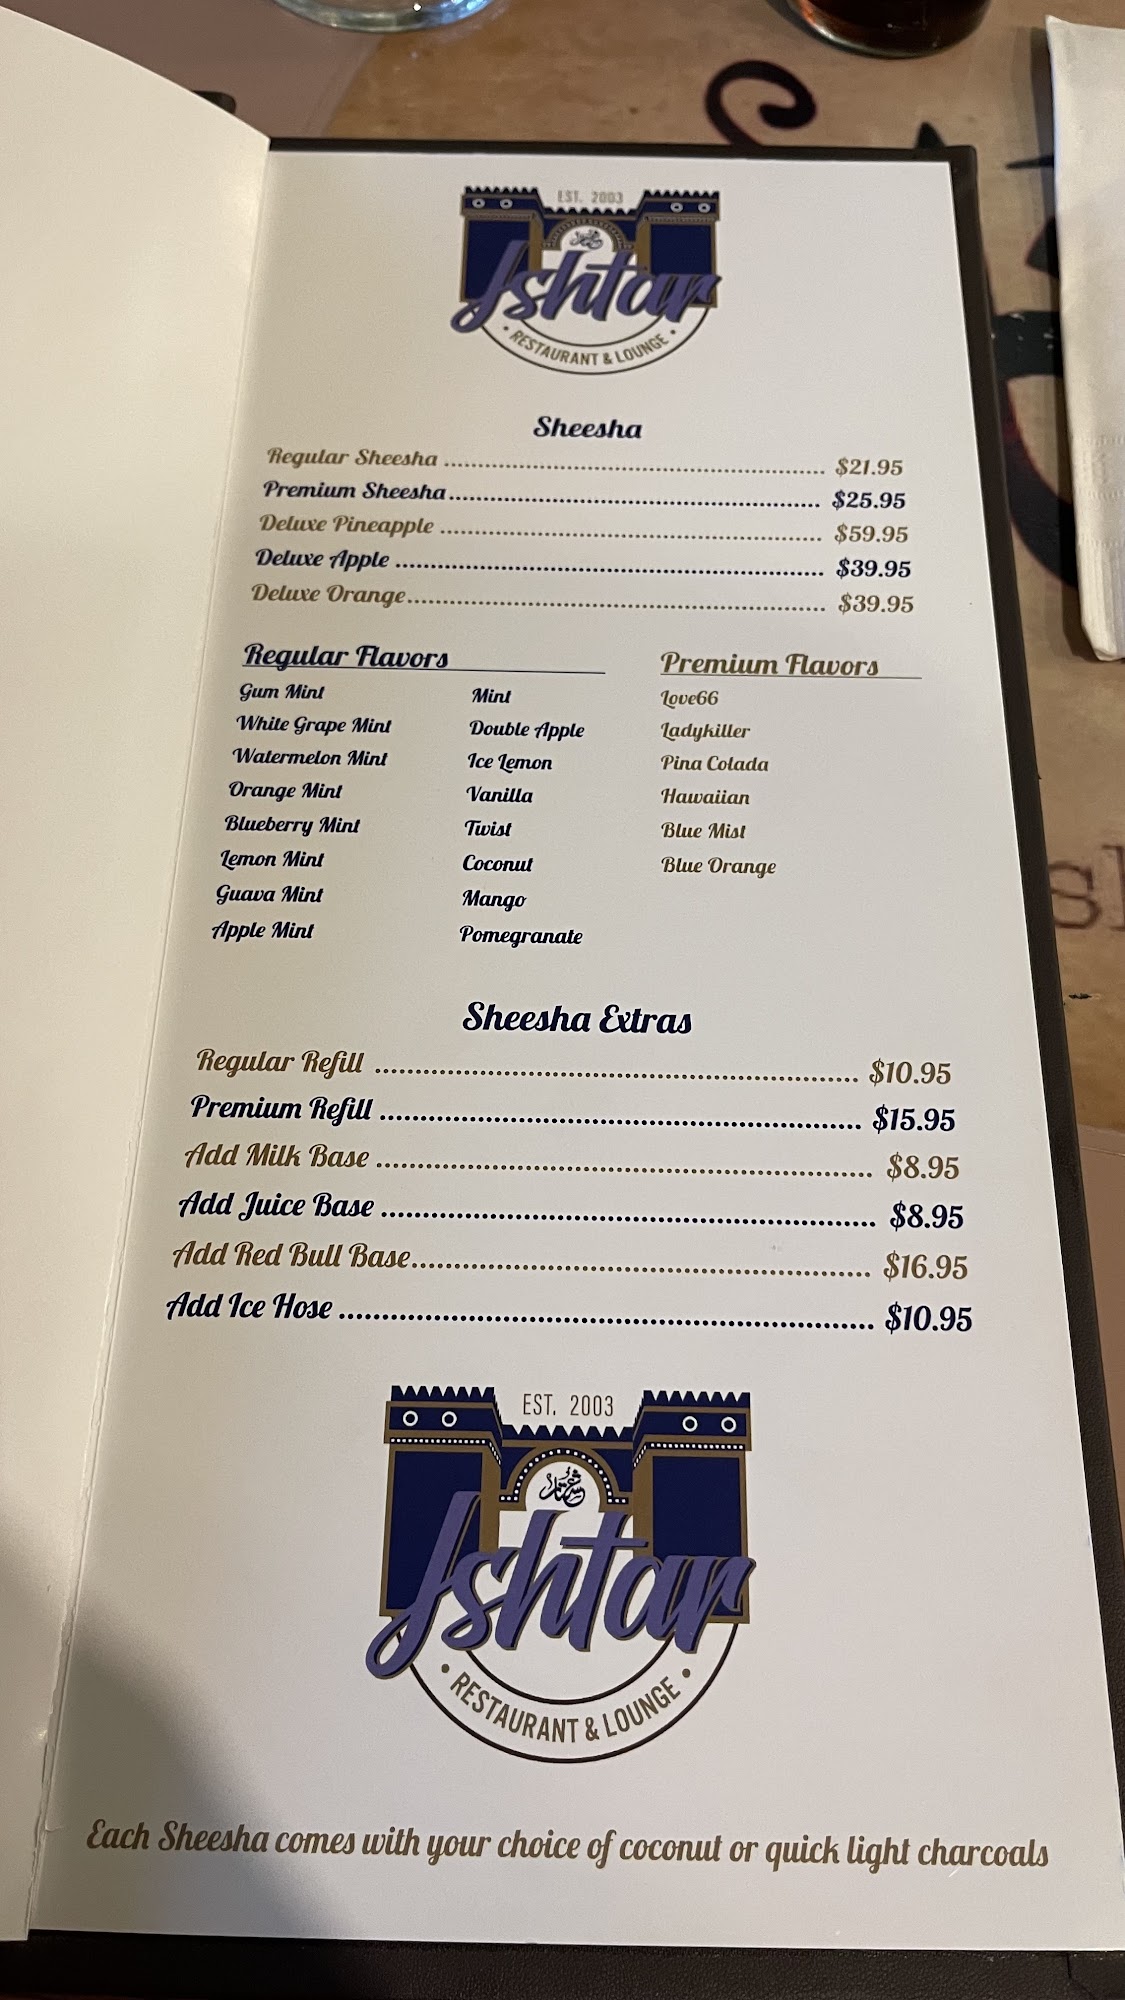 EST. 2003
Ishtar
• RESTAURANT & LOUNGE •
Sheesha
Regular Sheesha ........ $21.95
Premium Sheesha ........ $25.95
Deluxe Pineapple ........ $59.95
Deluxe Apple ........ $39.95
Deluxe Orange ........ $39.95
Regular Flavors
Gum Mint
White Grape Mint
Watermelon Mint
Orange Mint
Blueberry Mint
Lemon Mint
Guava Mint
Apple Mint
Mint
Double Apple
Ice Lemon
Vanilla
Twist
Coconut
Mango
Pomegranate
Premium Flavors
Love66
Ladykiller
Pina Colada
Hawaiian
Blue Mist
Blue Orange
Sheesha Extras
Regular Refill ........ $10.95
Premium Refill ........ $15.95
Add Milk Base ........ $8.95
Add Juice Base ........ $8.95
Add Red Bull Base ........ $16.95
Add Ice Hose ........ $10.95
EST. 2003
عشتار
Ishtar
• RESTAURANT & LOUNGE •
Each Sheesha comes with your choice of coconut or quick light charcoals